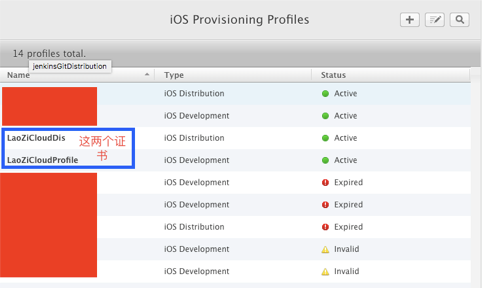 iOS Provisioning Profiles
14 profiles total.
jenkinsGitDistribution
Name Type Status
iOS Distribution Active
iOS Development Active
LaoZiCloudDis iOS Distribution Active
这两个证
书
LaoZiCloudProfile iOS Development Active
iOS Development Expired
iOS Development Expired
iOS Distribution Expired
iOS Development Invalid
iOS Development Invalid